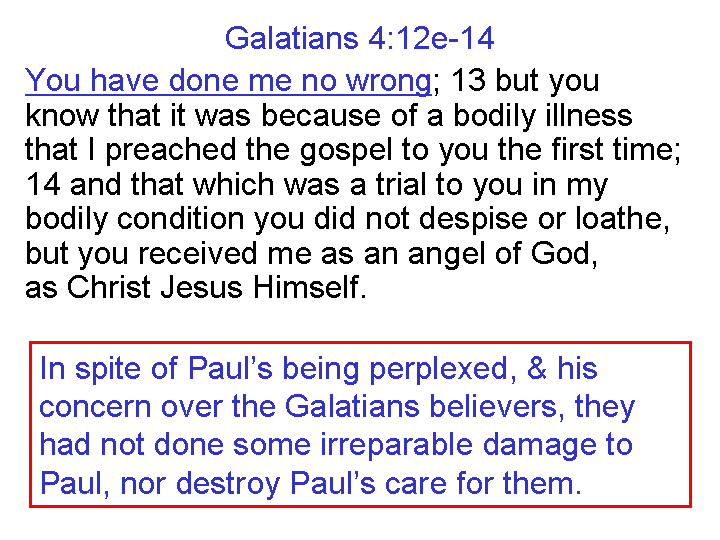 Galatians 4:12e-14
You have done me no wrong; 13 but you
know that it was because of a bodily illness
that I preached the gospel to you the first time;
14 and that which was a trial to you in my
bodily condition you did not despise or loathe,
but you received me as an angel of God,
as Christ Jesus Himself.
In spite of Paul’s being perplexed, & his
concern over the Galatians believers, they
had not done some irreparable damage to
Paul, nor destroy Paul’s care for them.